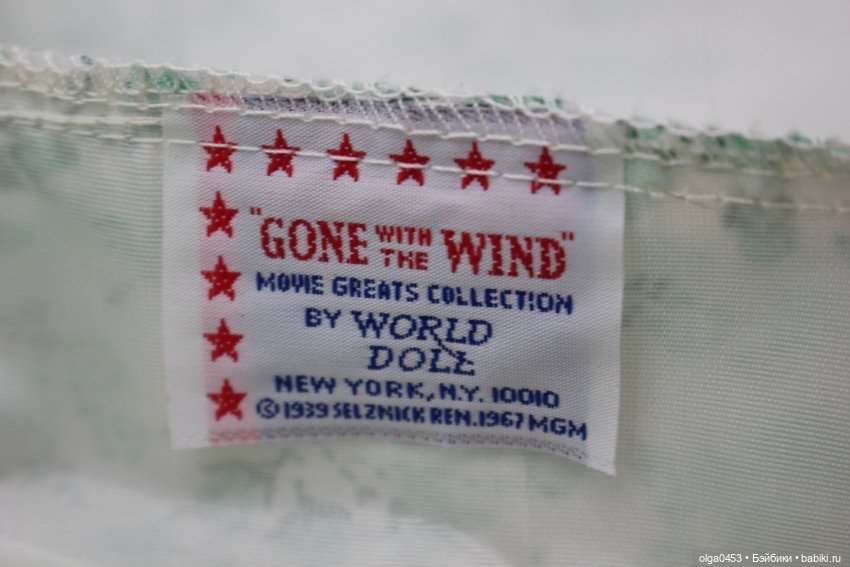 "GONE WITH THE WIND"
MOVIE GREATS COLLECTION
BY WORLD
DOLL
NEW YORK, N.Y. 10010
© 1939 SELZNICK REN. 1967 MGM
olga0453 • Бэйбики • babiki.ru